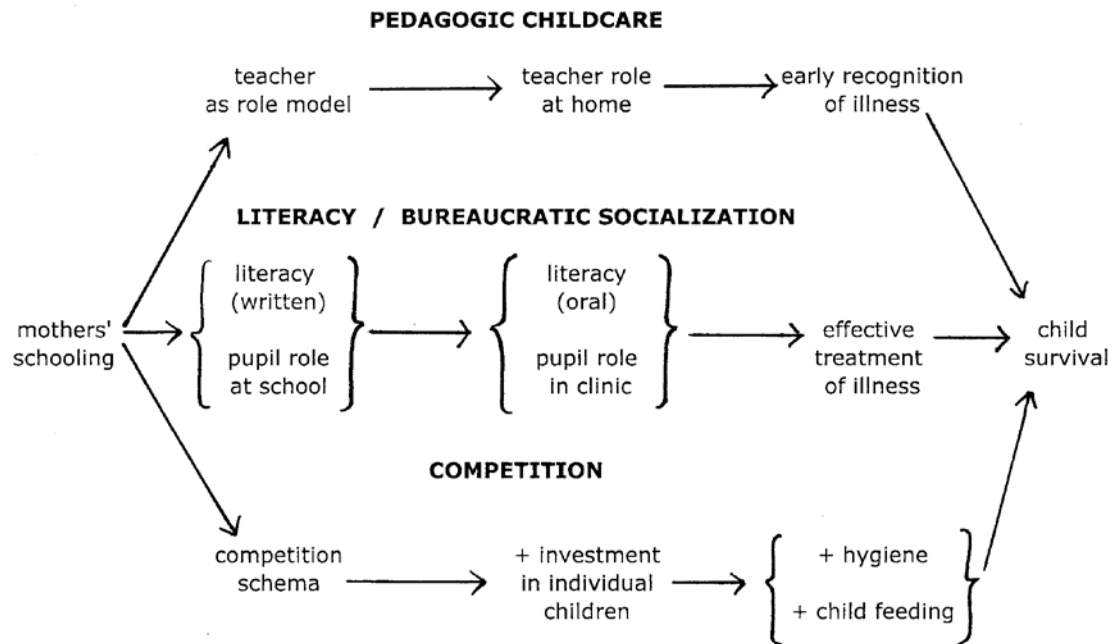 PEDAGOGIC CHILDCARE
teacher
as role model
teacher role
at home
early recognition
of illness
LITERACY / BUREAUCRATIC SOCIALIZATION
mothers'
schooling
literacy
(written)
pupil role
at school
literacy
(oral)
pupil role
in clinic
effective
treatment
of illness
child
survival
COMPETITION
competition
schema
+ investment
in individual
children
+ hygiene
+ child feeding